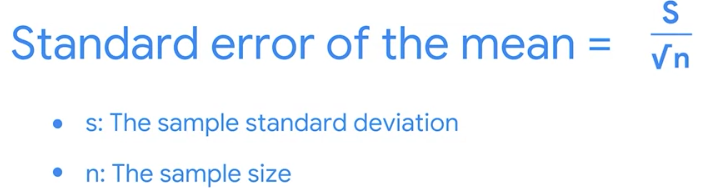 Standard error of the mean = s/√n
• s: The sample standard deviation
• n: The sample size